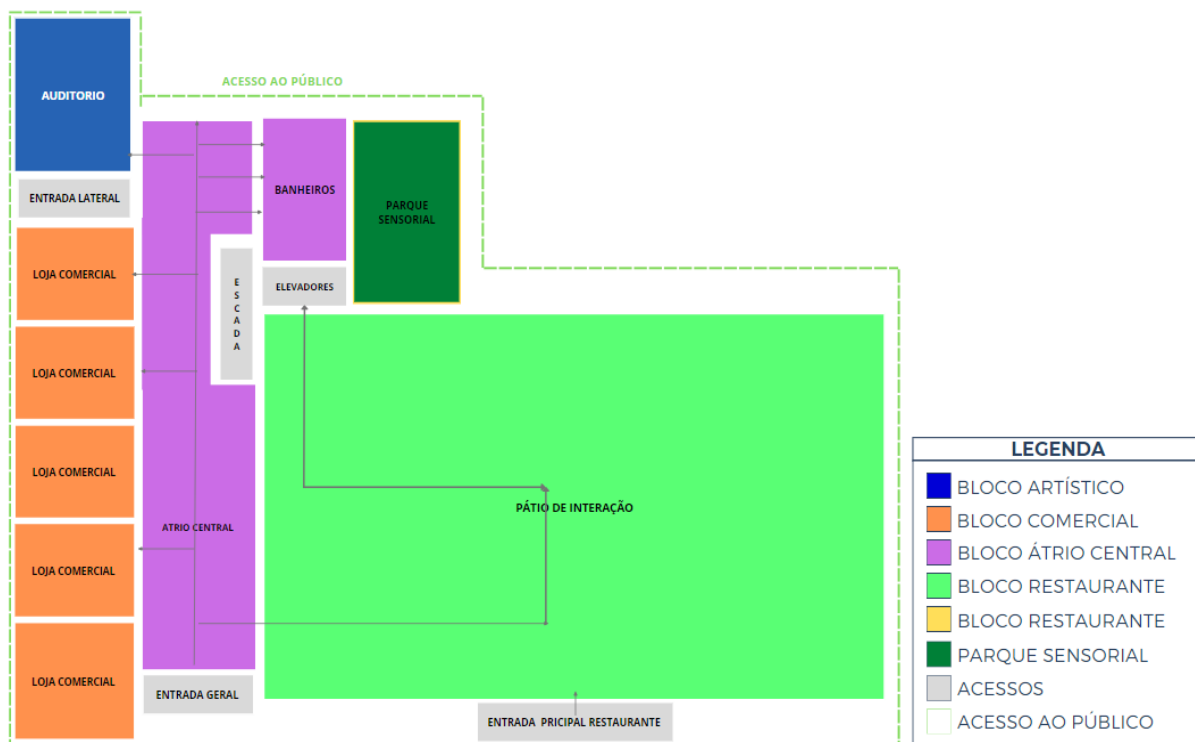 ACESSO AO PÚBLICO
AUDITORIO
ENTRADA LATERAL
BANHEIROS
PARQUE
SENSORIAL
LOJA COMERCIAL
E
S
C
A
D
A
ELEVADORES
LOJA COMERCIAL
LOJA COMERCIAL
LOJA COMERCIAL
LOJA COMERCIAL
ATRIO CENTRAL
PÁTIO DE INTERAÇÃO
ENTRADA GERAL
ENTRADA PRICIPAL RESTAURANTE
LEGENDA
BLOCO ARTÍSTICO
BLOCO COMERCIAL
BLOCO ÁTRIO CENTRAL
BLOCO RESTAURANTE
BLOCO RESTAURANTE
PARQUE SENSORIAL
ACESSOS
ACESSO AO PÚBLICO